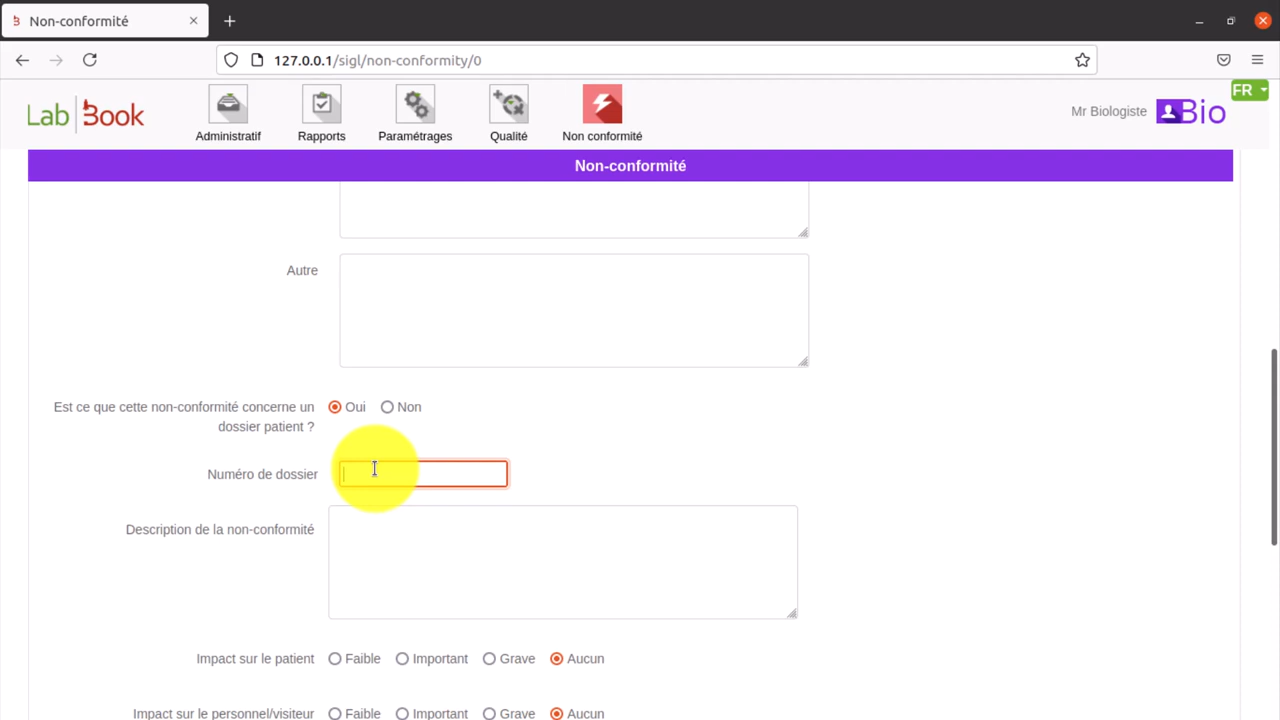 Non-conformité
127.0.0.1/sigl/non-conformity/0
Lab Book
Administratif
Rapports
Paramétrages
Qualité
Non conformité
Mr Biologiste
Bio
FR
Non-conformité
Autre
Est ce que cette non-conformité concerne un
dossier patient ?
Oui
Non
Numéro de dossier
Description de la non-conformité
Impact sur le patient
Faible
Important
Grave
Aucun
Impact sur le personnel/visiteur
Faible
Important
Grave
Aucun